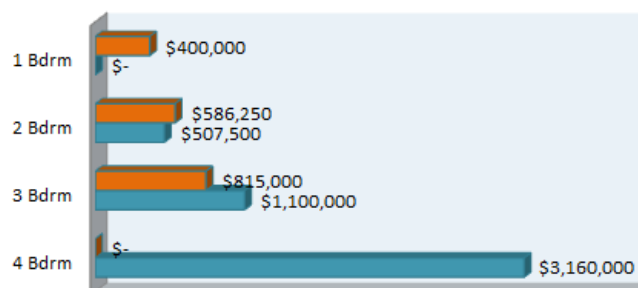 1 Bdrm
$400,000
$-
2 Bdrm
$586,250
$507,500
3 Bdrm
$815,000
$1,100,000
4 Bdrm
$-
$3,160,000